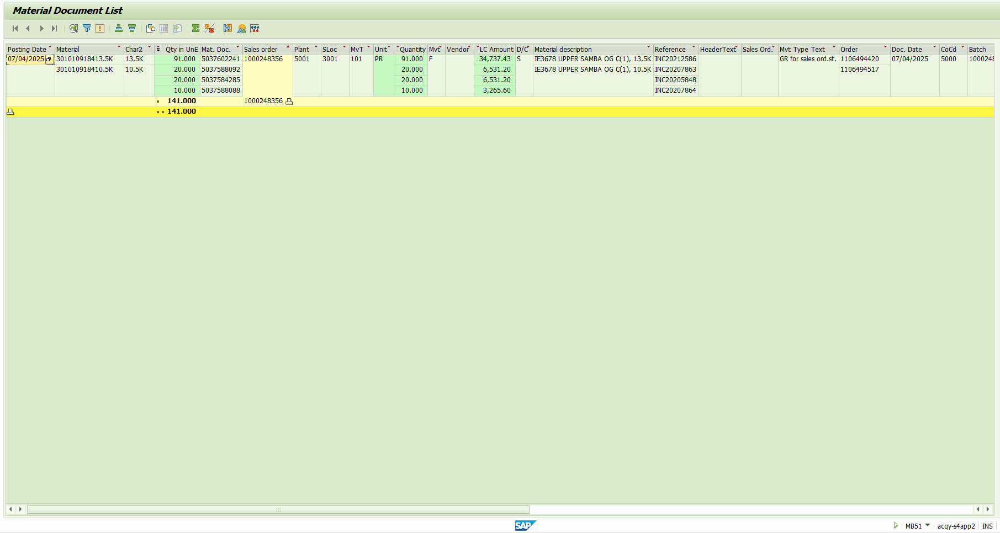 Material Document List
Posting Date Material Char2 Qty in UnE Mat. Doc. Sales order Plant SLoc MvT Unit Quantity Mvt Vendor LC Amount D/C Material description Reference HeaderText Sales Ord. Mvt Type Text Order Doc. Date CoCd Batch
07/04/2025 301010918413.5K 13.5K 91.000 5037602241 1000248356 5001 3001 101 PR 91.000 F 34,737.43 S IE3678 UPPER SAMBA OG C(1), 13.5K INC20212586 GR for sales ord.st. 1106494420 07/04/2025 5000 1000248
301010918410.5K 10.5K 20.000 5037588092 20.000 6,531.20 IE3678 UPPER SAMBA OG C(1), 10.5K INC20207863 1106494517
20.000 5037584285 20.000 6,531.20 INC20205848
10.000 5037588088 10.000 3,265.60 INC20207864
141.000 1000248356
141.000
SAP MB51 acqy-s4app2 INS